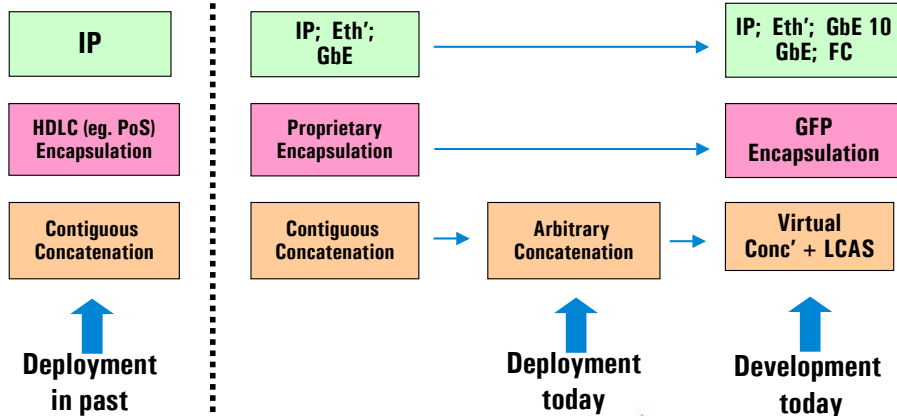 IP
HDLC (eg. PoS)
Encapsulation
Contiguous
Concatenation
Deployment
in past
IP; Eth’;
GbE
Proprietary
Encapsulation
Contiguous
Concatenation
Arbitrary
Concatenation
Deployment
today
IP; Eth’; GbE 10
GbE; FC
GFP
Encapsulation
Virtual
Conc’ + LCAS
Development
today